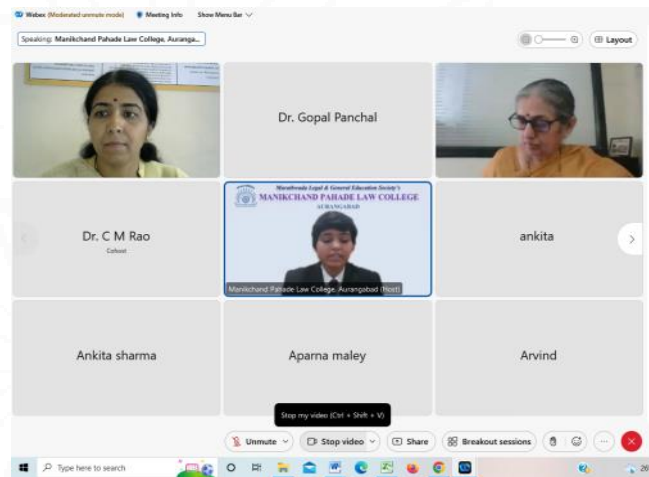 Webex (Moderated unmute mode) Meeting Info Show Menu Bar
Speaking: Manikchand Pahade Law College, Auranga...
Layout
Dr. Gopal Panchal
Marathwada Legal & General Education Society's
MANIKCHAND PAHADE LAW COLLEGE
AURANGABAD
Dr. C M Rao
Cohost
Manikchand Pahade Law College, Aurangabad (Host)
ankita
Ankita sharma
Aparna maley
Arvind
Stop my video (Ctrl + Shift + V)
Unmute Stop video Share Breakout sessions
Type here to search
26